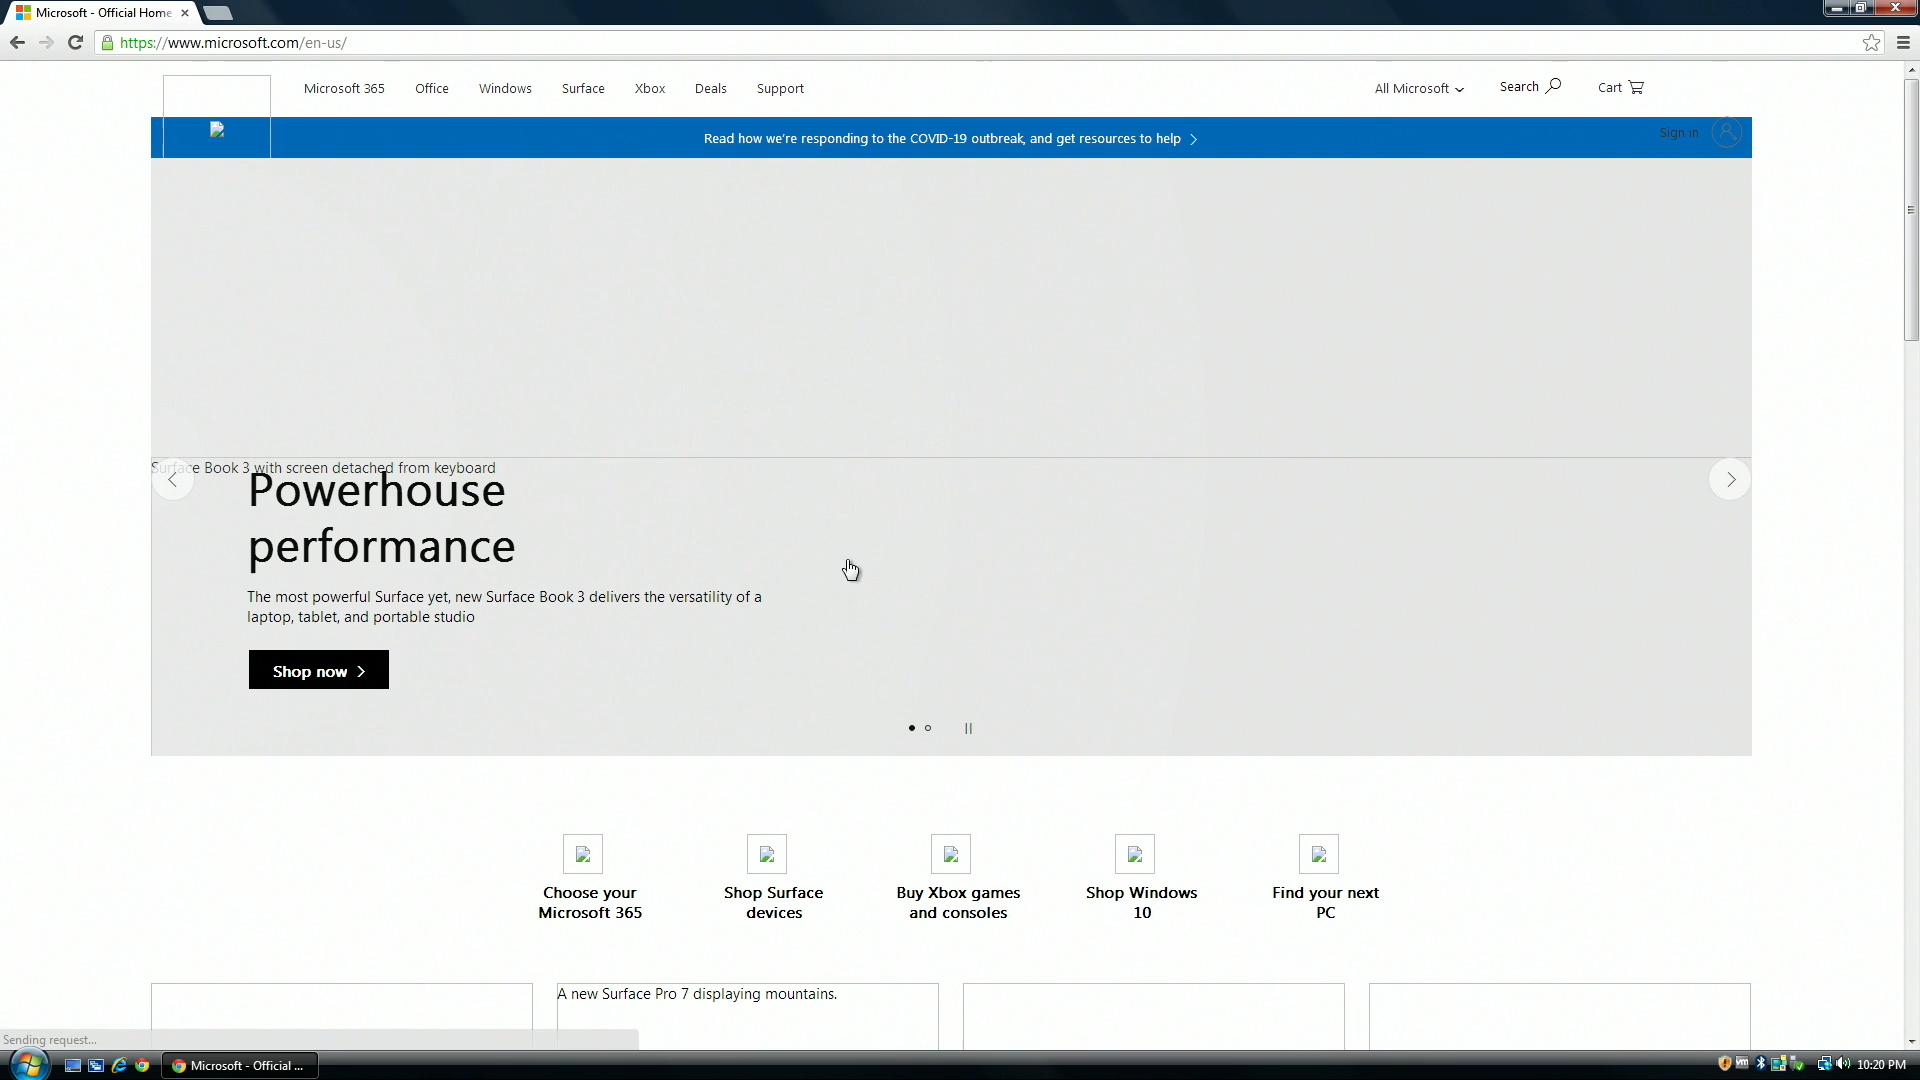 Microsoft - Official Home
https://www.microsoft.com/en-us/
Microsoft 365 Office Windows Surface Xbox Deals Support All Microsoft Search Cart
Read how we're responding to the COVID-19 outbreak, and get resources to help
Sign in
Surface Book 3 with screen detached from keyboard
Powerhouse
performance
The most powerful Surface yet, new Surface Book 3 delivers the versatility of a
laptop, tablet, and portable studio
Shop now
Choose your
Microsoft 365
Shop Surface
devices
Buy Xbox games
and consoles
Shop Windows
10
Find your next
PC
A new Surface Pro 7 displaying mountains.
Sending request...
Microsoft - Official ...
vm
10:20 PM